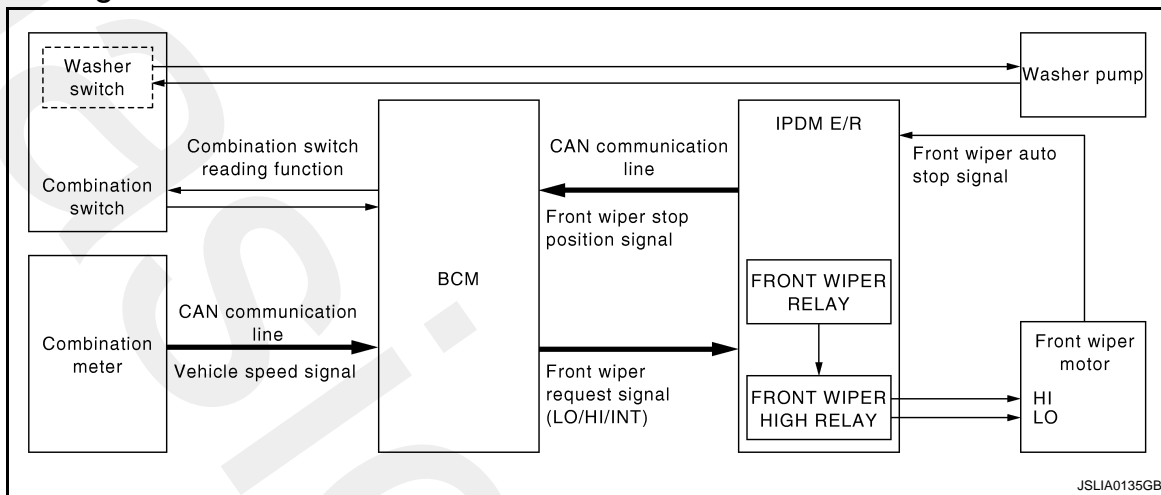 Washer
switch
Combination
switch
Combination switch
reading function
Combination
meter
CAN communication
line
Vehicle speed signal
BCM
CAN communication
line
Front wiper stop
position signal
Front wiper
request signal
(LO/HI/INT)
IPDM E/R
FRONT WIPER
RELAY
FRONT WIPER
HIGH RELAY
Washer pump
Front wiper auto
stop signal
Front wiper
motor
HI
LO
JSLIA0135GB